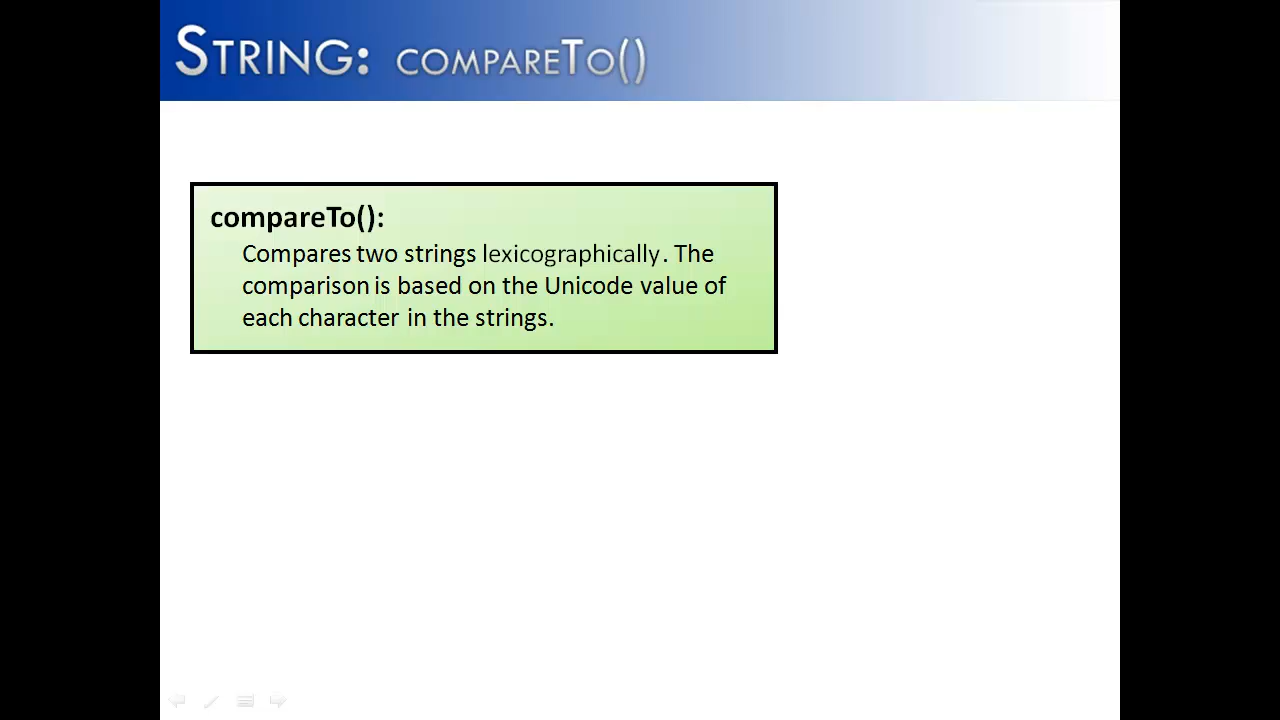 String: compareTo()
compareTo():
Compares two strings lexicographically. The
comparison is based on the Unicode value of
each character in the strings.